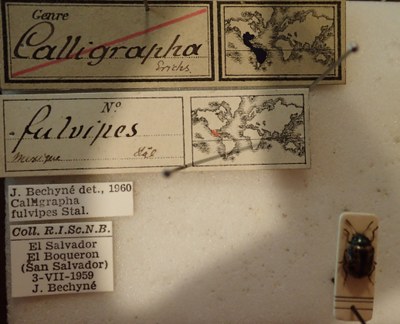 Genre
Calligrapha
Erichs.
N°
fulvipes
Mexique Stål
J. Bechyné det., 1960
Calligrapha
fulvipes Stal.
Coll. R.I.Sc.N.B.
El Salvador
El Boqueron
(San Salvador)
3-VII-1959
J. Bechyné